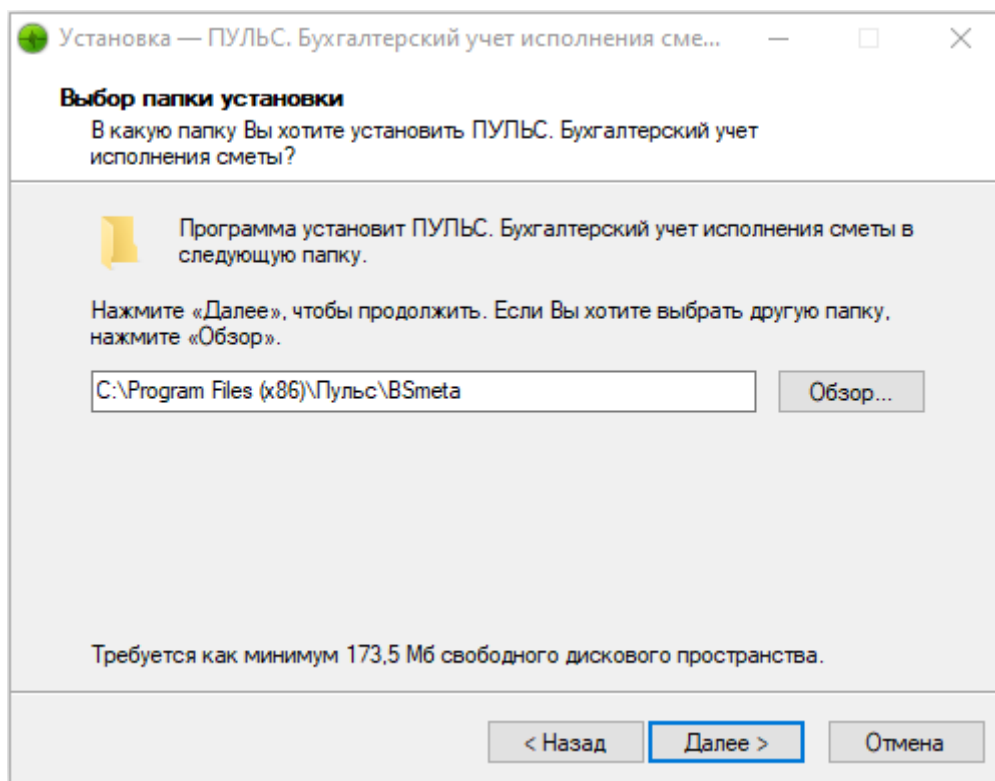 Установка — ПУЛЬС. Бухгалтерский учет исполнения сме...
Выбор папки установки
В какую папку Вы хотите установить ПУЛЬС. Бухгалтерский учет
исполнения сметы?
Программа установит ПУЛЬС. Бухгалтерский учет исполнения сметы в
следующую папку.
Нажмите «Далее», чтобы продолжить. Если Вы хотите выбрать другую папку,
нажмите «Обзор».
C:\Program Files (x86)\Пульс\BSmeta
Обзор...
Требуется как минимум 173,5 Мб свободного дискового пространства.
< Назад
Далее >
Отмена